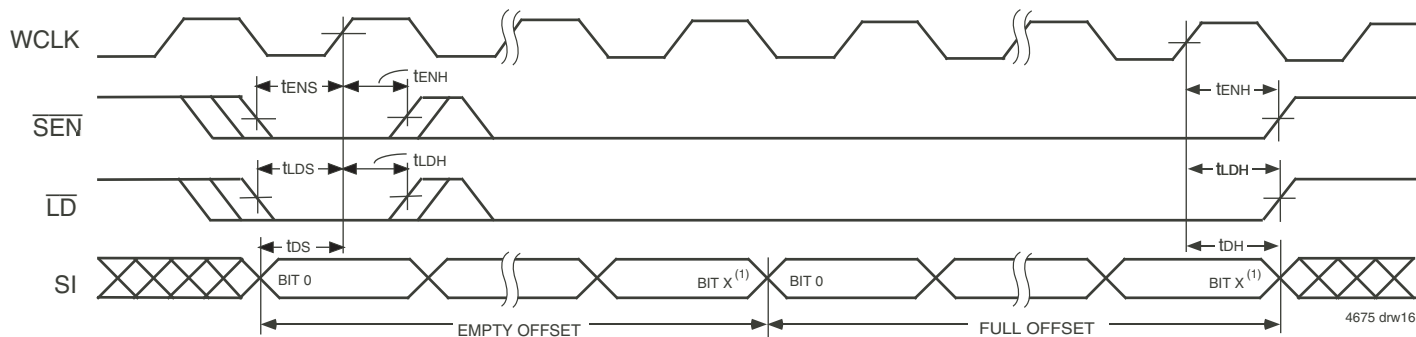 WCLK
tENS
tENH
tENH
SEN
tLDS
tLDH
tLDH
LD
tDS
tDH
SI
BIT 0
BIT X (1)
BIT 0
BIT X (1)
EMPTY OFFSET
FULL OFFSET
4675 drw16